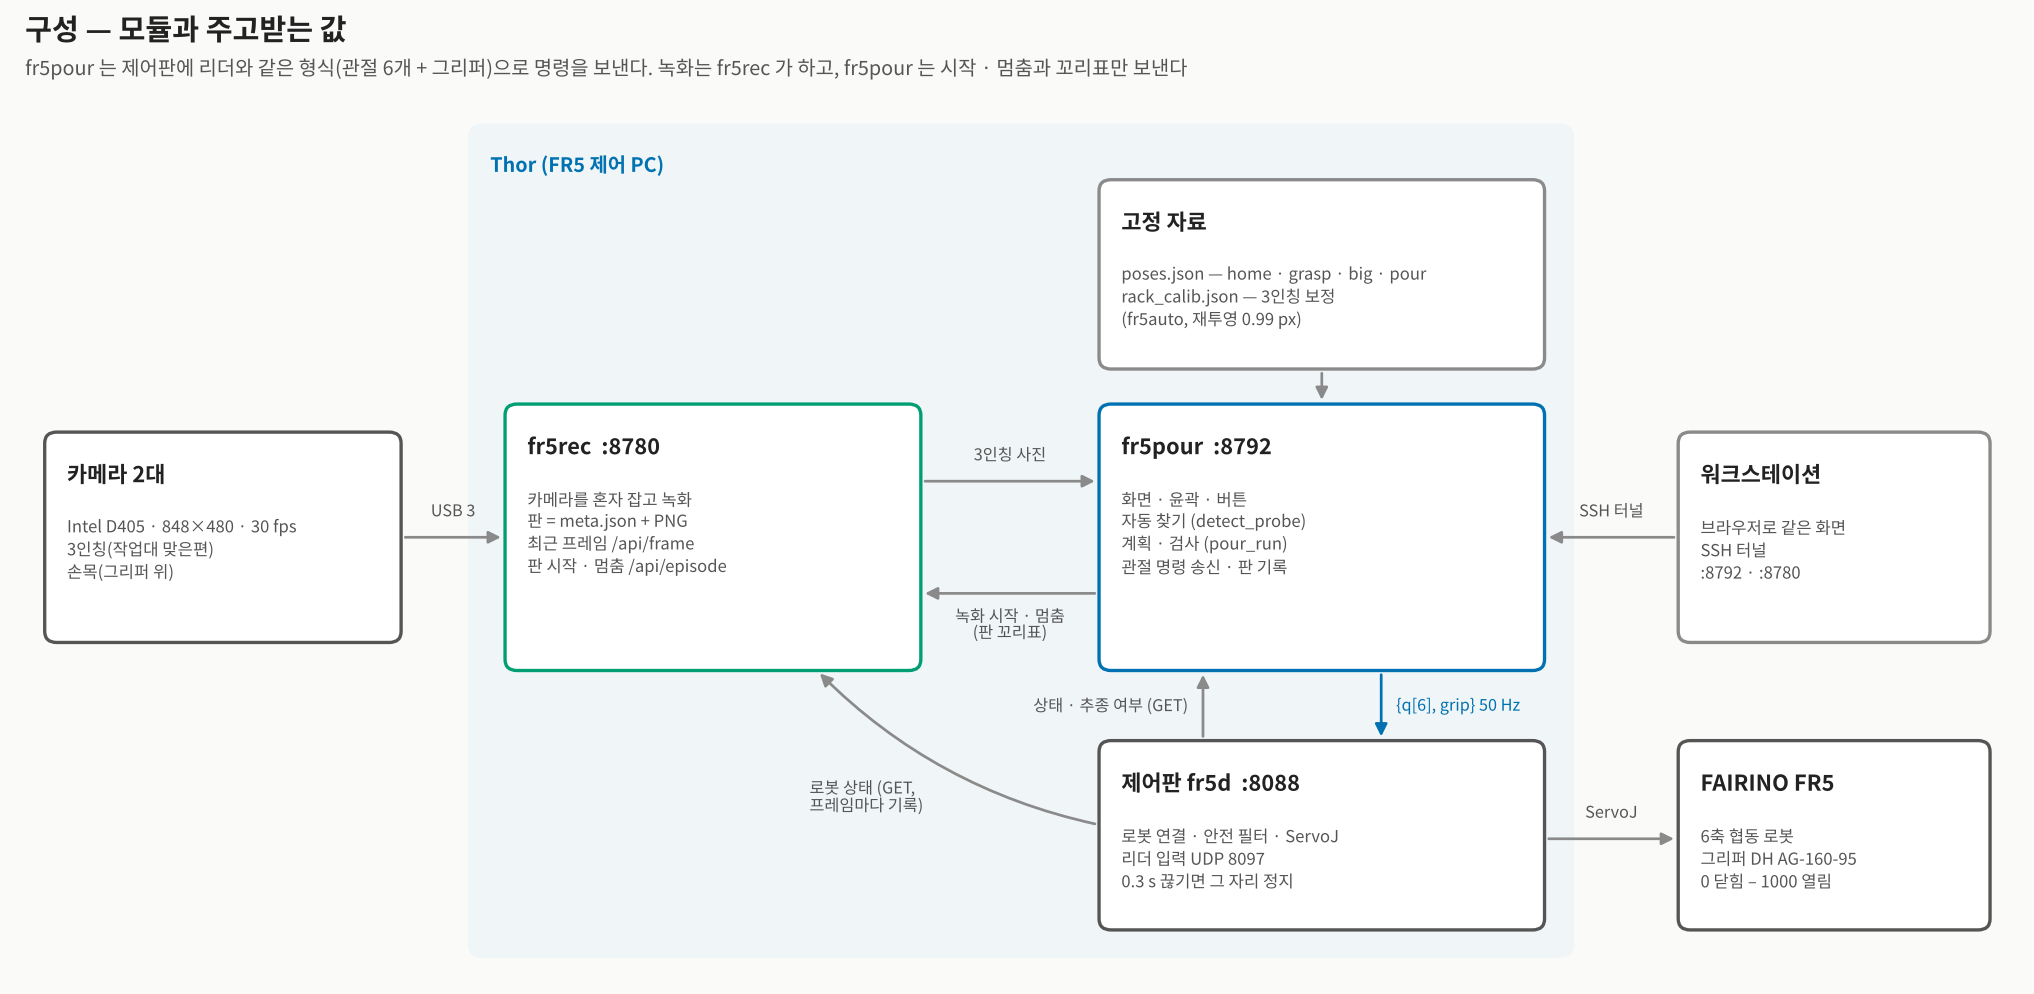 구성 — 모듈과 주고받는 값
fr5pour 는 제어판에 리더와 같은 형식(관절 6개 + 그리퍼)으로 명령을 보낸다. 녹화는 fr5rec 가 하고, fr5pour 는 시작 · 멈춤과 꼬리표만 보낸다
Thor (FR5 제어 PC)
고정 자료
poses.json — home · grasp · big · pour
rack_calib.json — 3인칭 보정
(fr5auto, 재투영 0.99 px)
카메라 2대
Intel D405 · 848×480 · 30 fps
3인칭(작업대 맞은편)
손목(그리퍼 위)
USB 3
fr5rec :8780
카메라를 혼자 잡고 녹화
판 = meta.json + PNG
최근 프레임 /api/frame
판 시작 · 멈춤 /api/episode
3인칭 사진
녹화 시작 · 멈춤
(판 꼬리표)
fr5pour :8792
화면 · 윤곽 · 버튼
자동 찾기 (detect_probe)
계획 · 검사 (pour_run)
관절 명령 송신 · 판 기록
SSH 터널
워크스테이션
브라우저로 같은 화면
SSH 터널
:8792 · :8780
상태 · 추종 여부 (GET)
{q[6], grip} 50 Hz
로봇 상태 (GET,
프레임마다 기록)
제어판 fr5d :8088
로봇 연결 · 안전 필터 · ServoJ
리더 입력 UDP 8097
0.3 s 끊기면 그 자리 정지
ServoJ
FAIRINO FR5
6축 협동 로봇
그리퍼 DH AG-160-95
0 닫힘 – 1000 열림